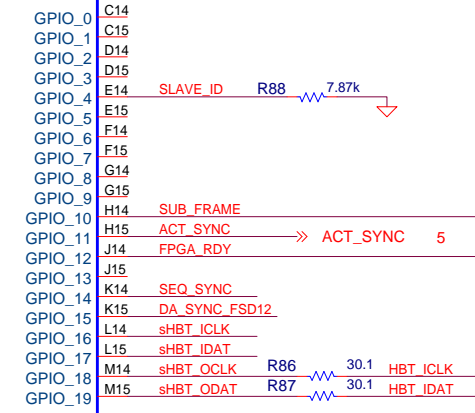 GPIO_0 C14
GPIO_1 C15
GPIO_2 D14
GPIO_3 D15
GPIO_4 E14 SLAVE_ID R88 7.87k
GPIO_5 E15
GPIO_6 F14
GPIO_7 F15
GPIO_8 G14
GPIO_9 G15
GPIO_10 H14 SUB_FRAME
GPIO_11 H15 ACT_SYNC ACT_SYNC 5
GPIO_12 J14 FPGA_RDY
GPIO_13 J15
GPIO_14 K14 SEQ_SYNC
GPIO_15 K15 DA_SYNC_FSD12
GPIO_16 L14 sHBT_ICLK
GPIO_17 L15 sHBT_IDAT
GPIO_18 M14 sHBT_OCLK R86 30.1 HBT_ICLK
GPIO_19 M15 sHBT_ODAT R87 30.1 HBT_IDAT